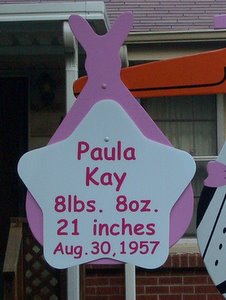 Paula
Kay
8lbs. 8oz.
21 inches
Aug.30,1957